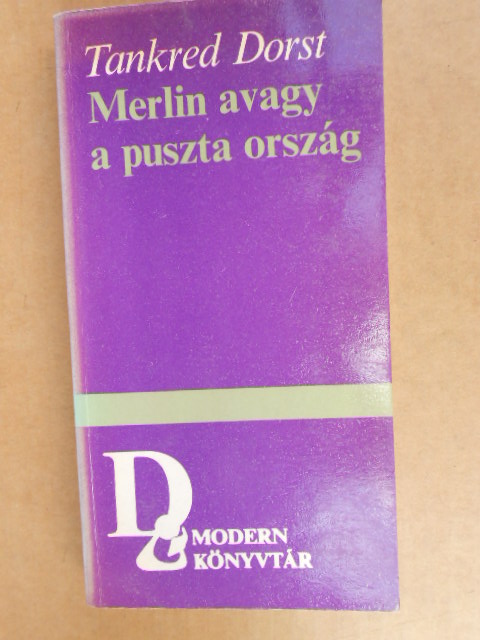 Tankred Dorst
Merlin avagy
a puszta ország
D
MODERN
KÖNYVTÁR